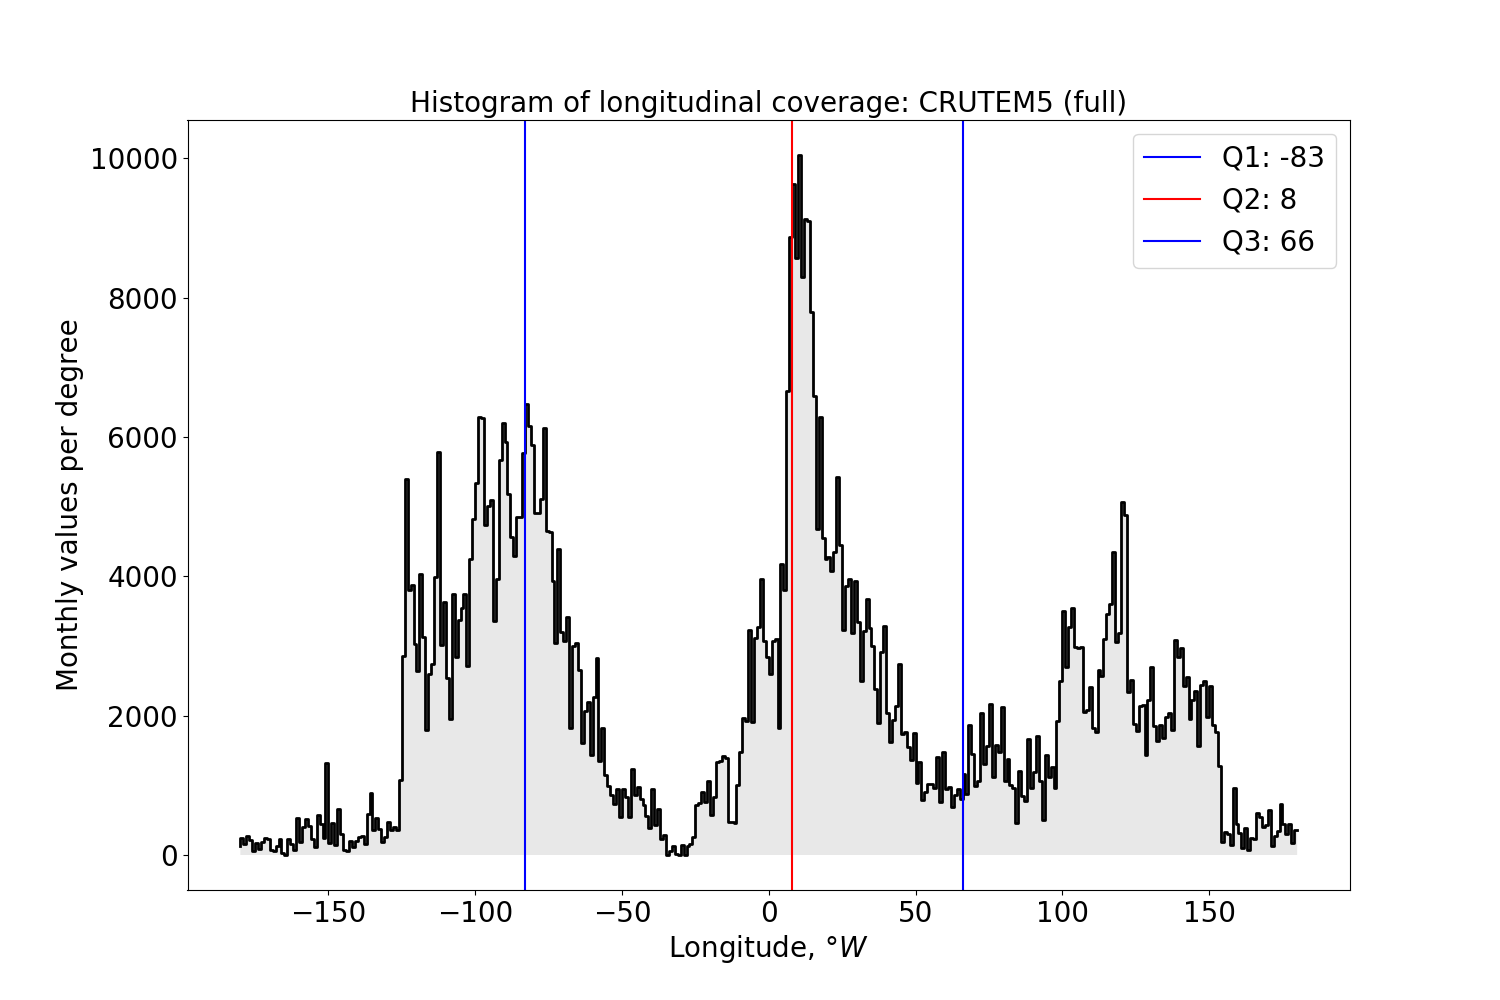 Histogram of longitudinal coverage: CRUTEM5 (full)
Q1: -83
Q2: 8
Q3: 66
10000
8000
6000
4000
2000
0
Monthly values per degree
−150
−100
−50
0
50
100
150
Longitude, °W